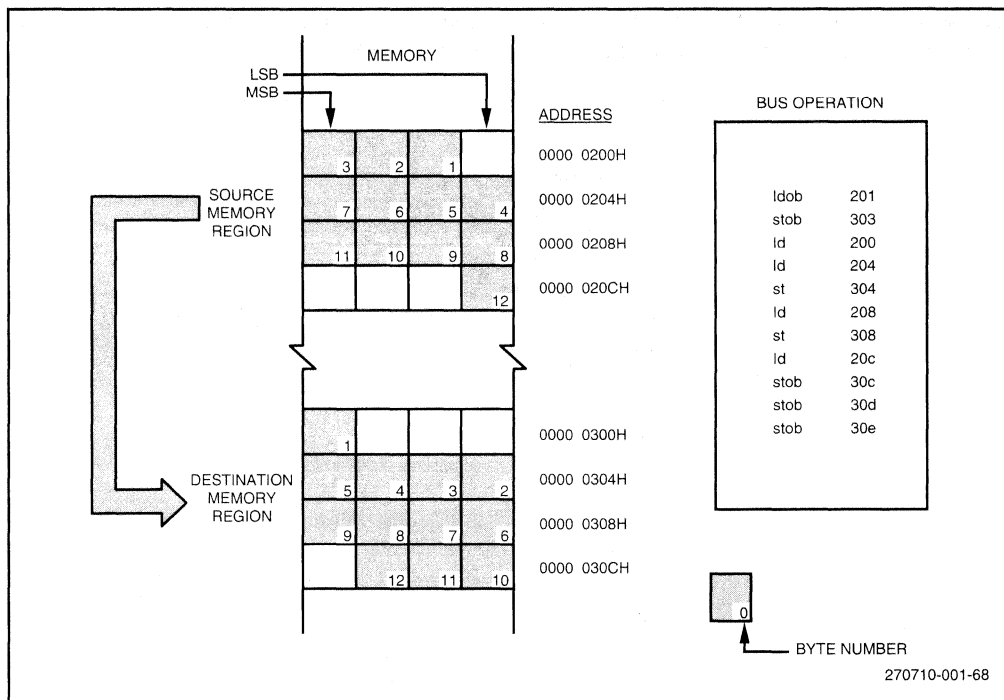 MEMORY
LSB
MSB
ADDRESS
BUS OPERATION
3 2 1
0000 0200H
SOURCE
MEMORY
REGION
7 6 5 4
0000 0204H
11 10 9 8
0000 0208H
12
0000 020CH
ldob 201
stob 303
ld 200
ld 204
st 304
ld 208
st 308
ld 20c
stob 30c
stob 30d
stob 30e
1
0000 0300H
DESTINATION
MEMORY
REGION
5 4 3 2
0000 0304H
9 8 7 6
0000 0308H
12 11 10
0000 030CH
0
BYTE NUMBER
270710-001-68